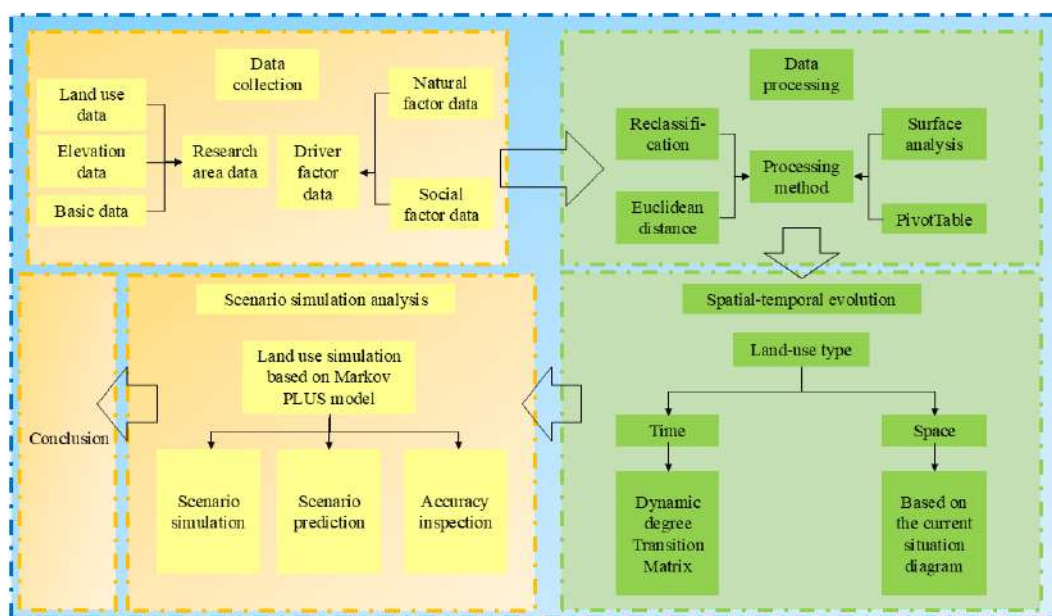 Data
collection
Land use
data
Elevation data
Basic data
Research
area data
Driver
factor
data
Natural
factor data
Social
factor data
Data
processing
Reclassifi-
cation
Euclidean
distance
Processing
method
Surface
analysis
PivotTable
Spatial-temporal evolution
Land-use type
Time
Space
Dynamic
degree
Transition
Matrix
Based on
the current
situation
diagram
Scenario simulation analysis
Land use simulation
based on Markov
PLUS model
Scenario
simulation
Scenario
prediction
Accuracy
inspection
Conclusion